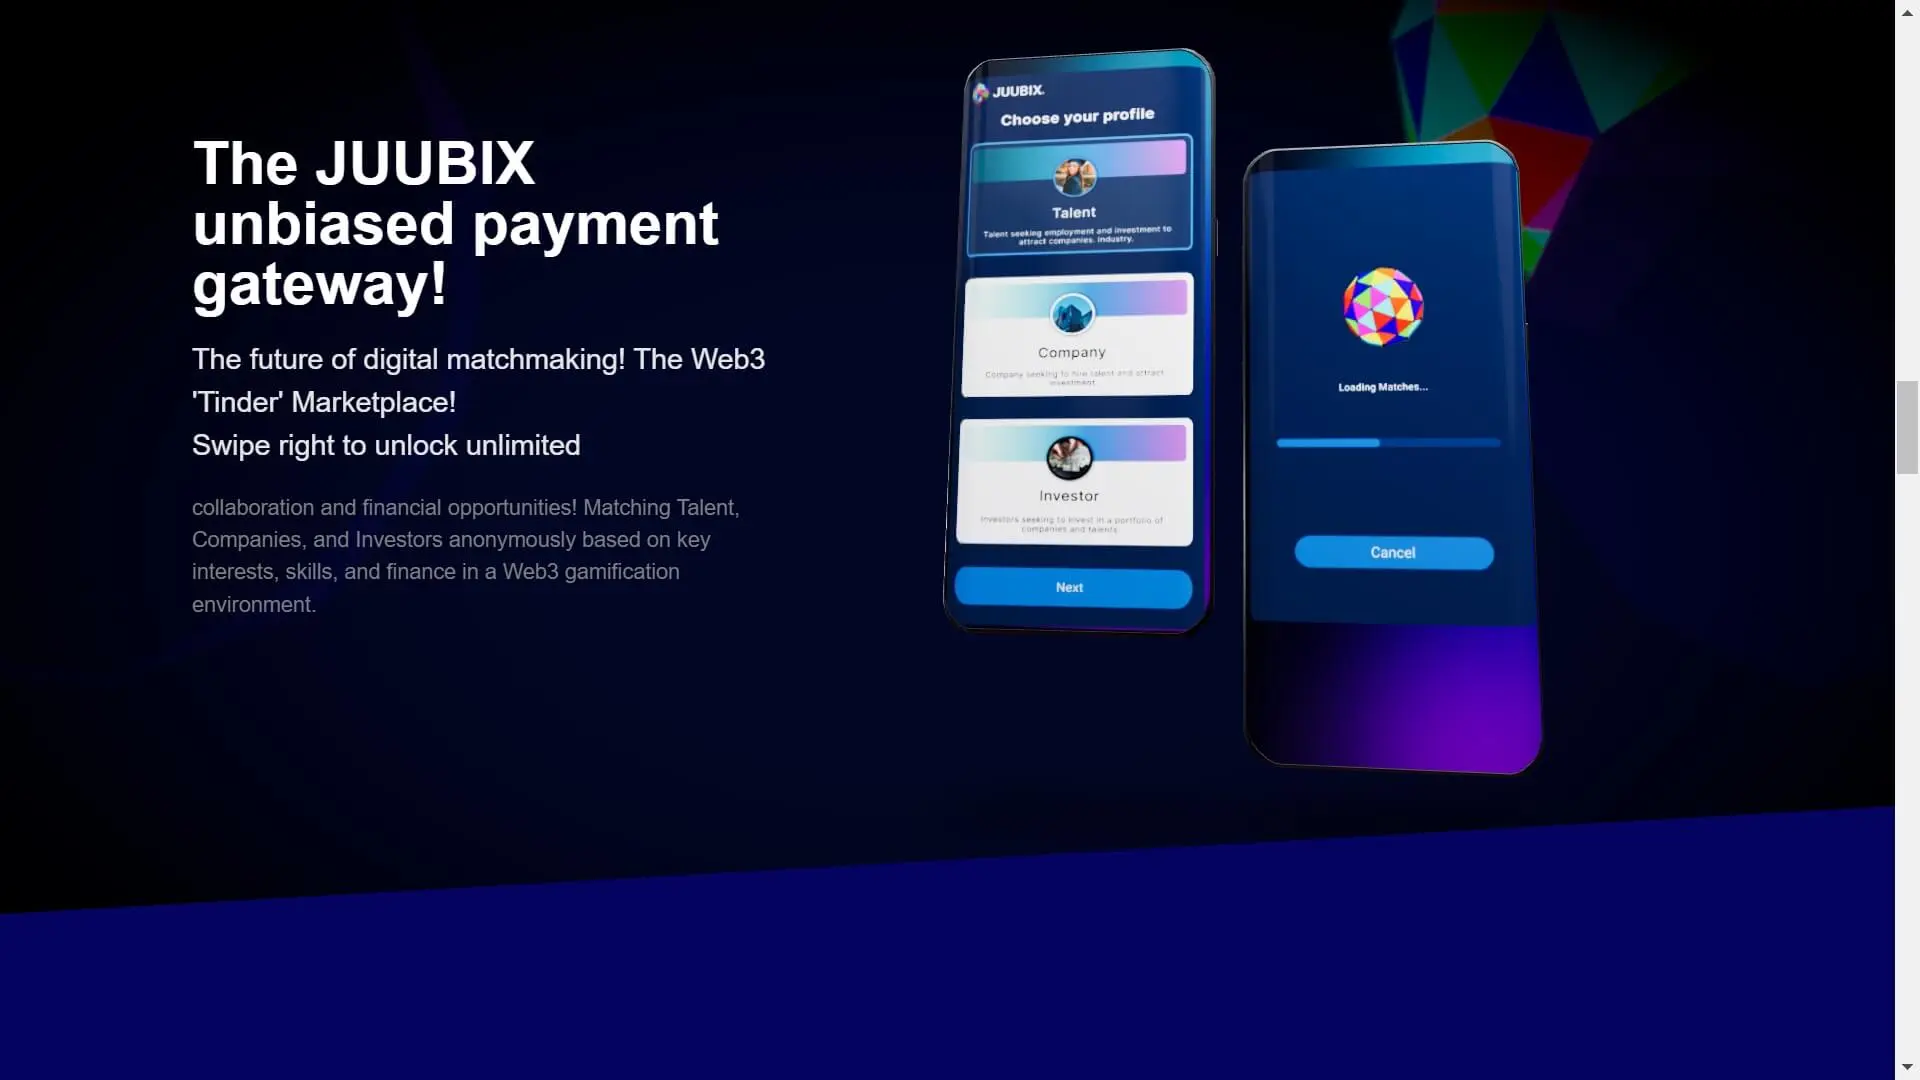 The JUUBIX
unbiased payment
gateway!
The future of digital matchmaking! The Web3
'Tinder' Marketplace!
Swipe right to unlock unlimited
collaboration and financial opportunities! Matching Talent,
Companies, and Investors anonymously based on key
interests, skills, and finance in a Web3 gamification
environment.
JUUBIX.
Choose your profile
Talent
Talent seeking employment and investment to
attract companies. Industry.
Company
Company seeking to hire talent and attract
investment
Investor
Investors seeking to invest in a portfolio of
companies and talents
Next
Loading Matches...
Cancel